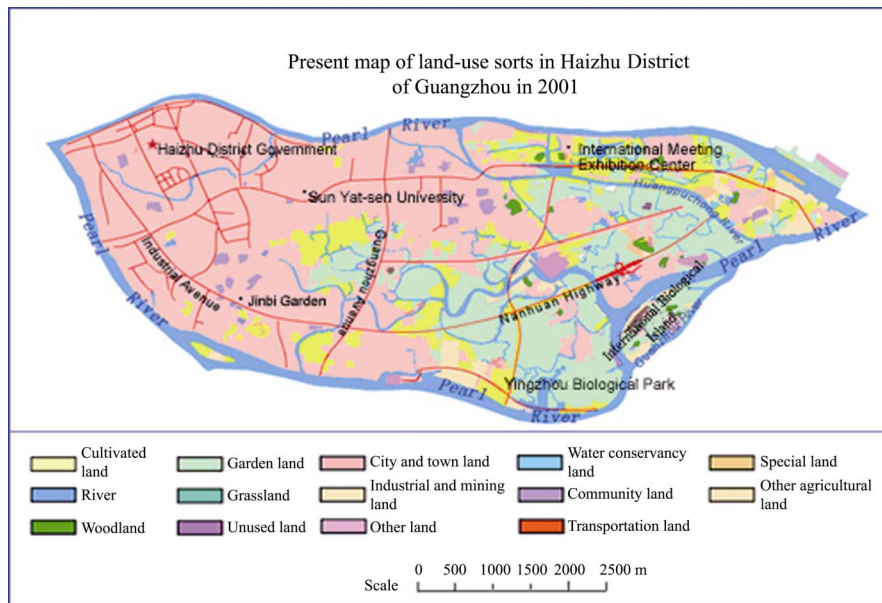 Present map of land-use sorts in Haizhu District
of Guangzhou in 2001
Pearl River
Haizhu District Government
International Meeting
Exhibition Center
Huangpuchong River
Sun Yat-sen University
Pearl
River
Pearl
Industrial Avenue
Guangzhou Avenue
Jinbi Garden
Nanhuan Highway
International Biological
Island
River
Yingzhou Biological Park
Pearl
River
Cultivated
land
Garden land
City and town land
Water conservancy
land
Special land
River
Grassland
Industrial and mining
land
Community land
Other agricultural
land
Woodland
Unused land
Other land
Transportation land
0 500 1000 1500 2000 2500 m
Scale